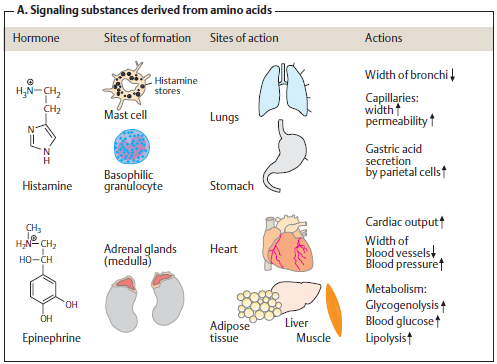 A. Signaling substances derived from amino acids
Hormone Sites of formation Sites of action Actions
H₃N—CH₂
⊕
CH₂
N
N
H
Histamine
Histamine
stores
Mast cell
Basophilic
granulocyte
Lungs
Stomach
Width of bronchi↓
Capillaries:
width↑
permeability↑
Gastric acid
secretion
by parietal cells↑
CH₃
⊕
H₂N—CH₂
HO—CH
OH
OH
Epinephrine
Adrenal glands
(medulla)
Heart
Adipose
tissue
Liver
Muscle
Cardiac output↑
Width of
blood vessels↓
Blood pressure↑
Metabolism:
Glycogenolysis↑
Blood glucose↑
Lipolysis↑